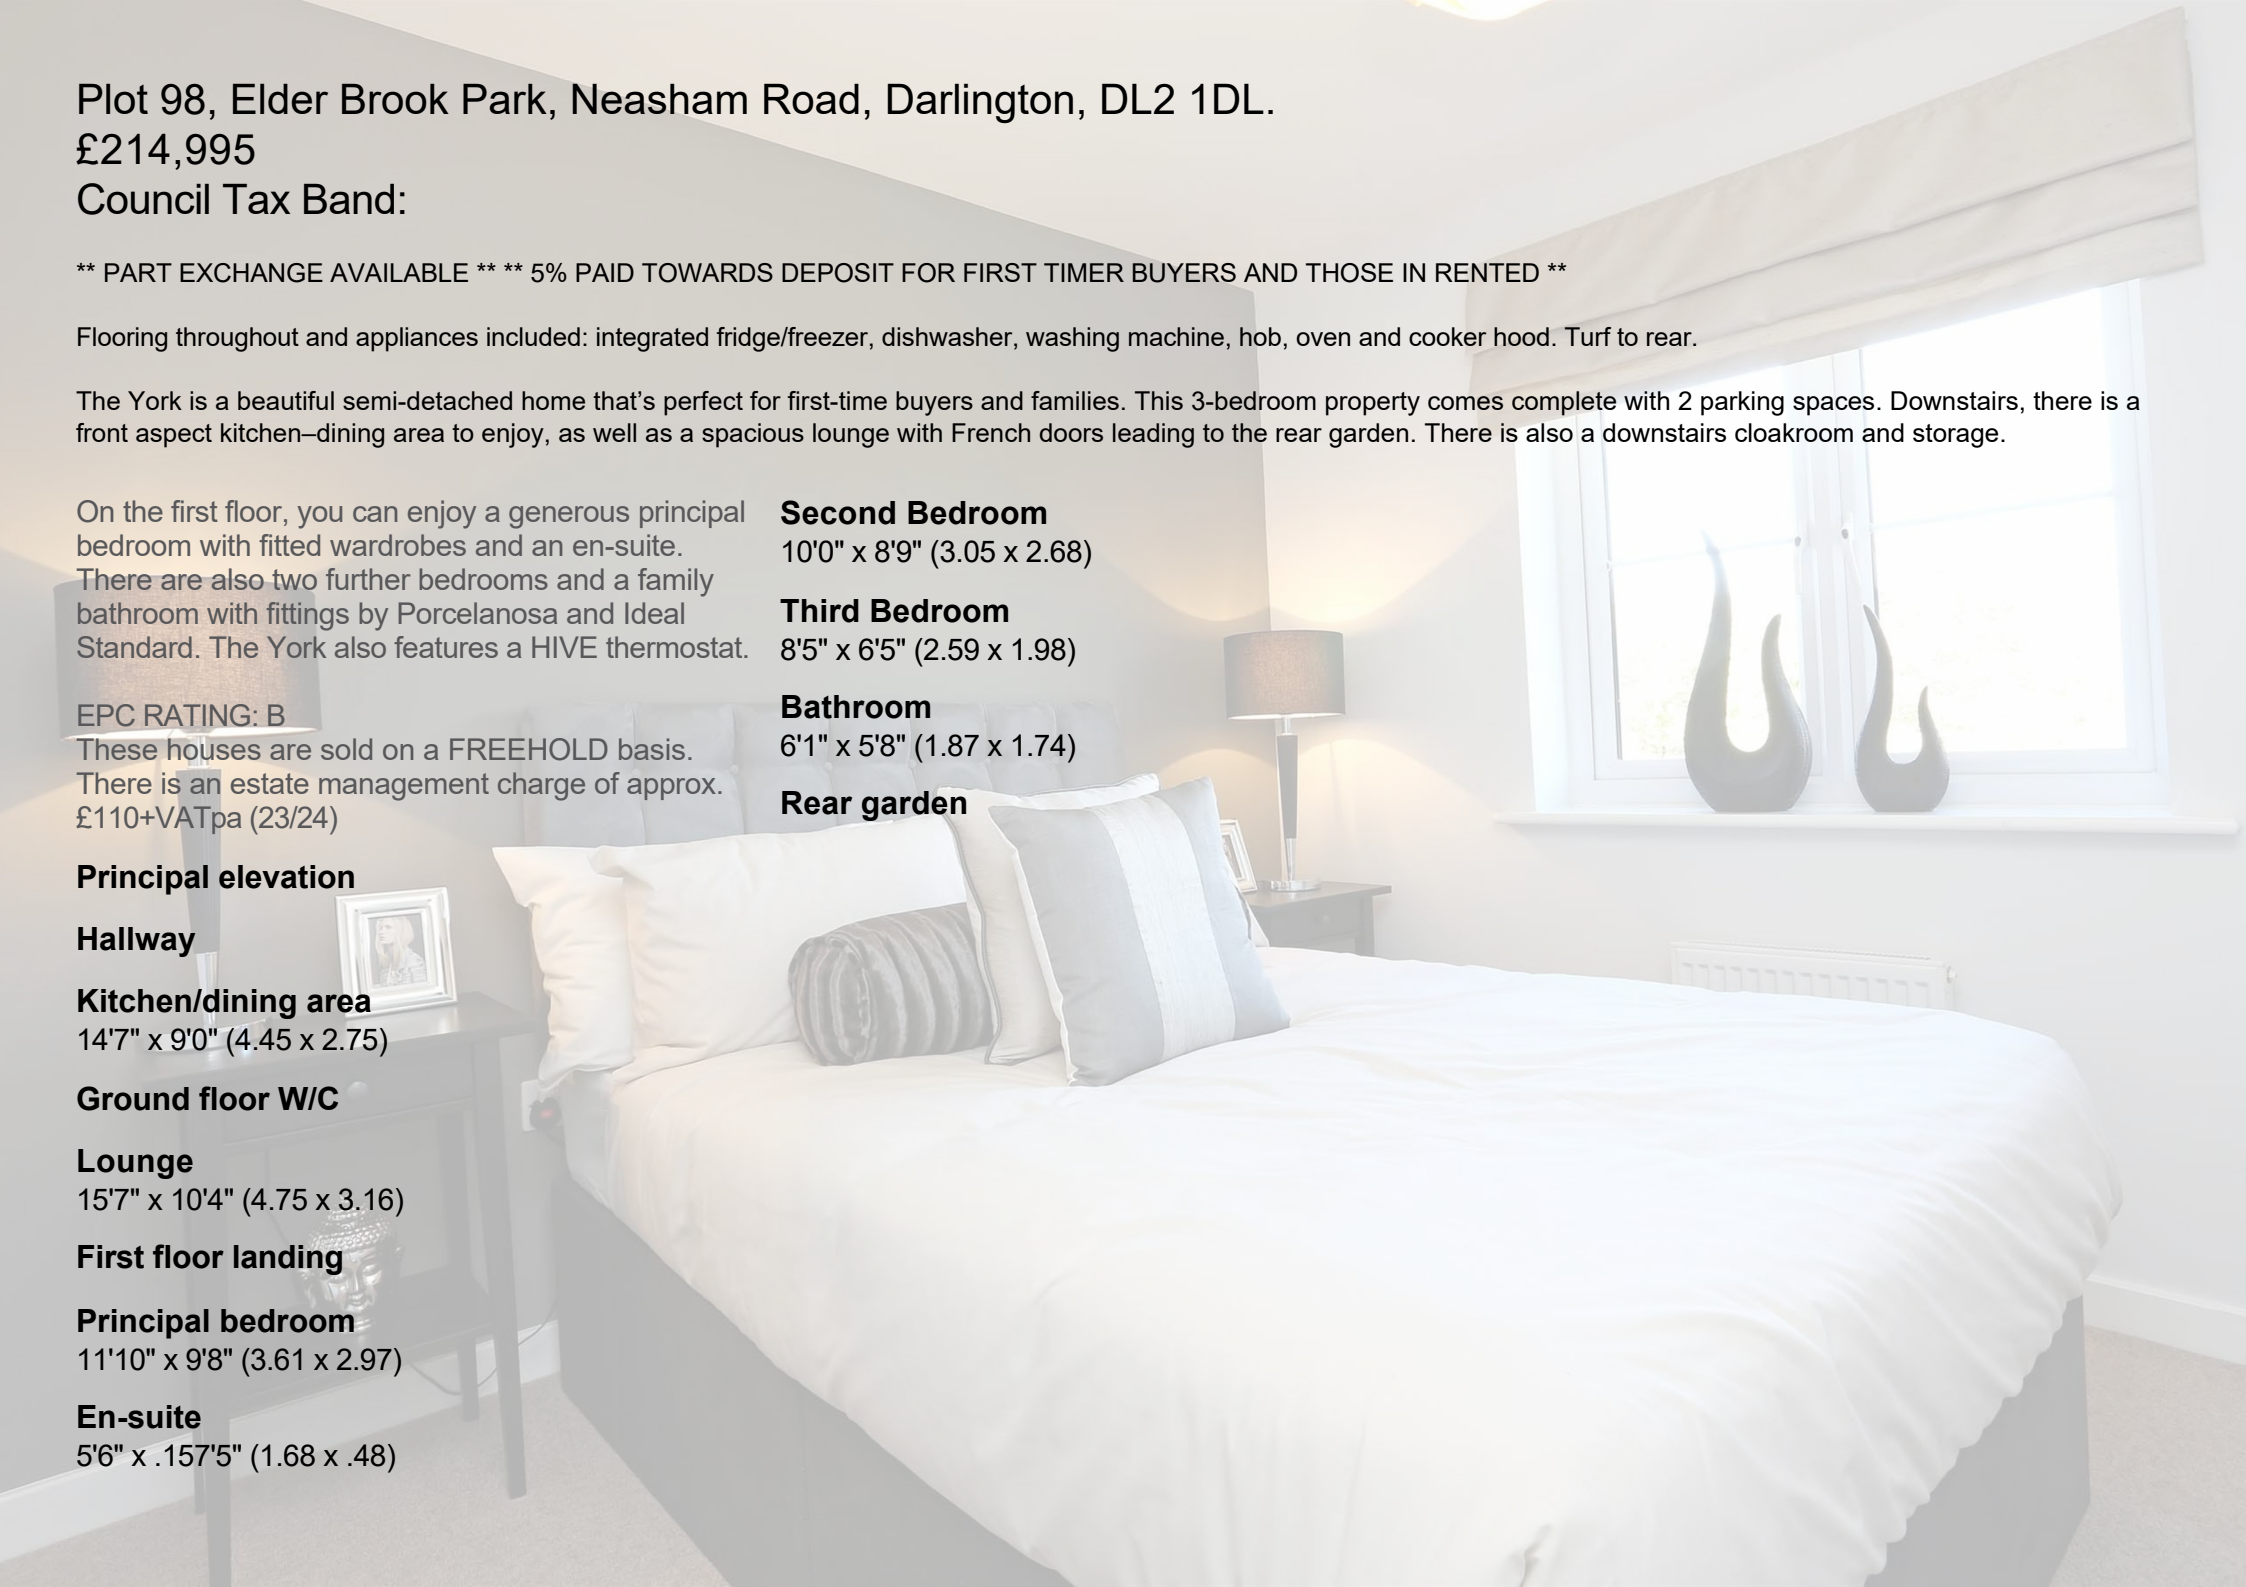 Plot 98, Elder Brook Park, Neasham Road, Darlington, DL2 1DL.
£214,995
Council Tax Band:
** PART EXCHANGE AVAILABLE ** ** 5% PAID TOWARDS DEPOSIT FOR FIRST TIMER BUYERS AND THOSE IN RENTED **
Flooring throughout and appliances included: integrated fridge/freezer, dishwasher, washing machine, hob, oven and cooker hood. Turf to rear.
The York is a beautiful semi-detached home that’s perfect for first-time buyers and families. This 3-bedroom property comes complete with 2 parking spaces. Downstairs, there is a
front aspect kitchen–dining area to enjoy, as well as a spacious lounge with French doors leading to the rear garden. There is also a downstairs cloakroom and storage.
On the first floor, you can enjoy a generous principal
bedroom with fitted wardrobes and an en-suite.
There are also two further bedrooms and a family
bathroom with fittings by Porcelanosa and Ideal
Standard. The York also features a HIVE thermostat.
EPC RATING: B
These houses are sold on a FREEHOLD basis.
There is an estate management charge of approx.
£110+VATpa (23/24)
Principal elevation
Hallway
Kitchen/dining area
14'7" x 9'0" (4.45 x 2.75)
Ground floor W/C
Lounge
15'7" x 10'4" (4.75 x 3.16)
First floor landing
Principal bedroom
11'10" x 9'8" (3.61 x 2.97)
En-suite
5'6" x .157'5" (1.68 x .48)
Second Bedroom
10'0" x 8'9" (3.05 x 2.68)
Third Bedroom
8'5" x 6'5" (2.59 x 1.98)
Bathroom
6'1" x 5'8" (1.87 x 1.74)
Rear garden